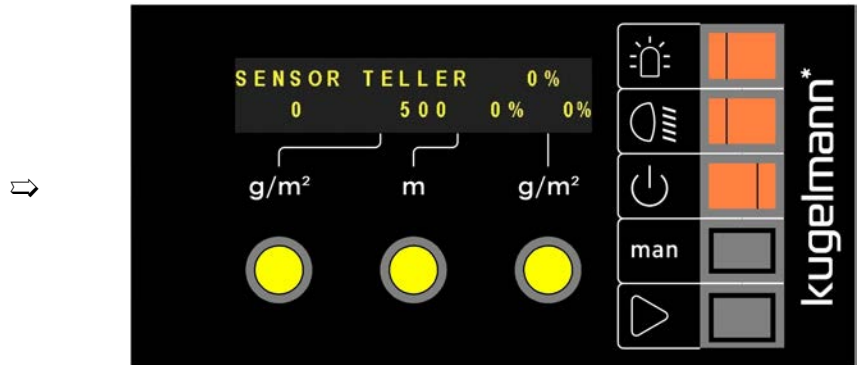 SENSOR TELLER 0%
0 500 0% 0%
g/m² m g/m²
man
kugelmann*